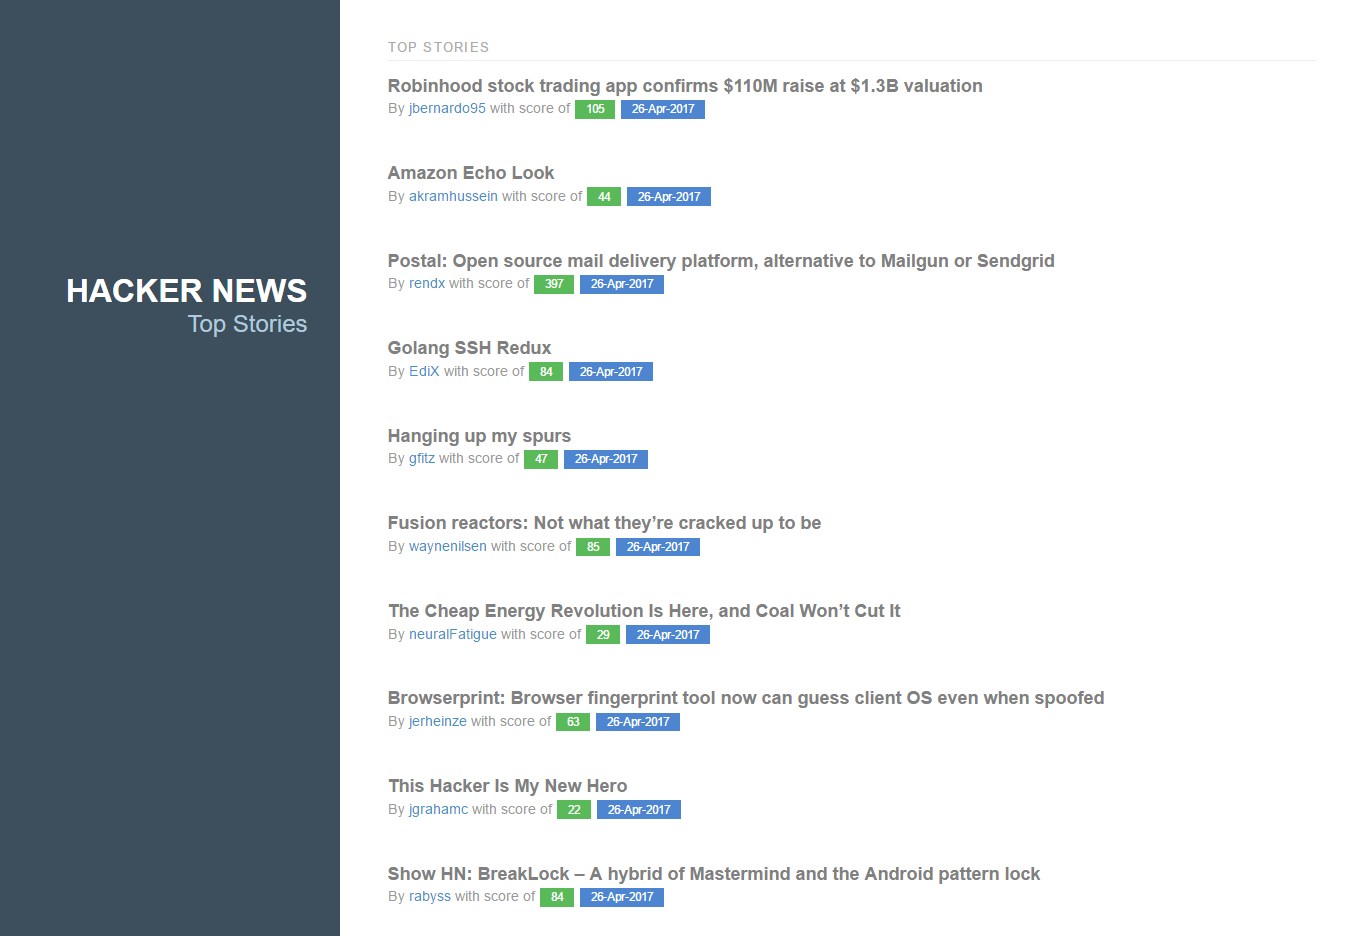 HACKER NEWS
Top Stories
TOP STORIES
Robinhood stock trading app confirms $110M raise at $1.3B valuation
By jbernardo95 with score of 105 26-Apr-2017
Amazon Echo Look
By akramhussein with score of 44 26-Apr-2017
Postal: Open source mail delivery platform, alternative to Mailgun or Sendgrid
By rendx with score of 397 26-Apr-2017
Golang SSH Redux
By EdiX with score of 84 26-Apr-2017
Hanging up my spurs
By gfitz with score of 47 26-Apr-2017
Fusion reactors: Not what they’re cracked up to be
By waynenilsen with score of 85 26-Apr-2017
The Cheap Energy Revolution Is Here, and Coal Won’t Cut It
By neuralFatigue with score of 29 26-Apr-2017
Browserprint: Browser fingerprint tool now can guess client OS even when spoofed
By jerheinze with score of 63 26-Apr-2017
This Hacker Is My New Hero
By jgrahamc with score of 22 26-Apr-2017
Show HN: BreakLock – A hybrid of Mastermind and the Android pattern lock
By rabyss with score of 84 26-Apr-2017